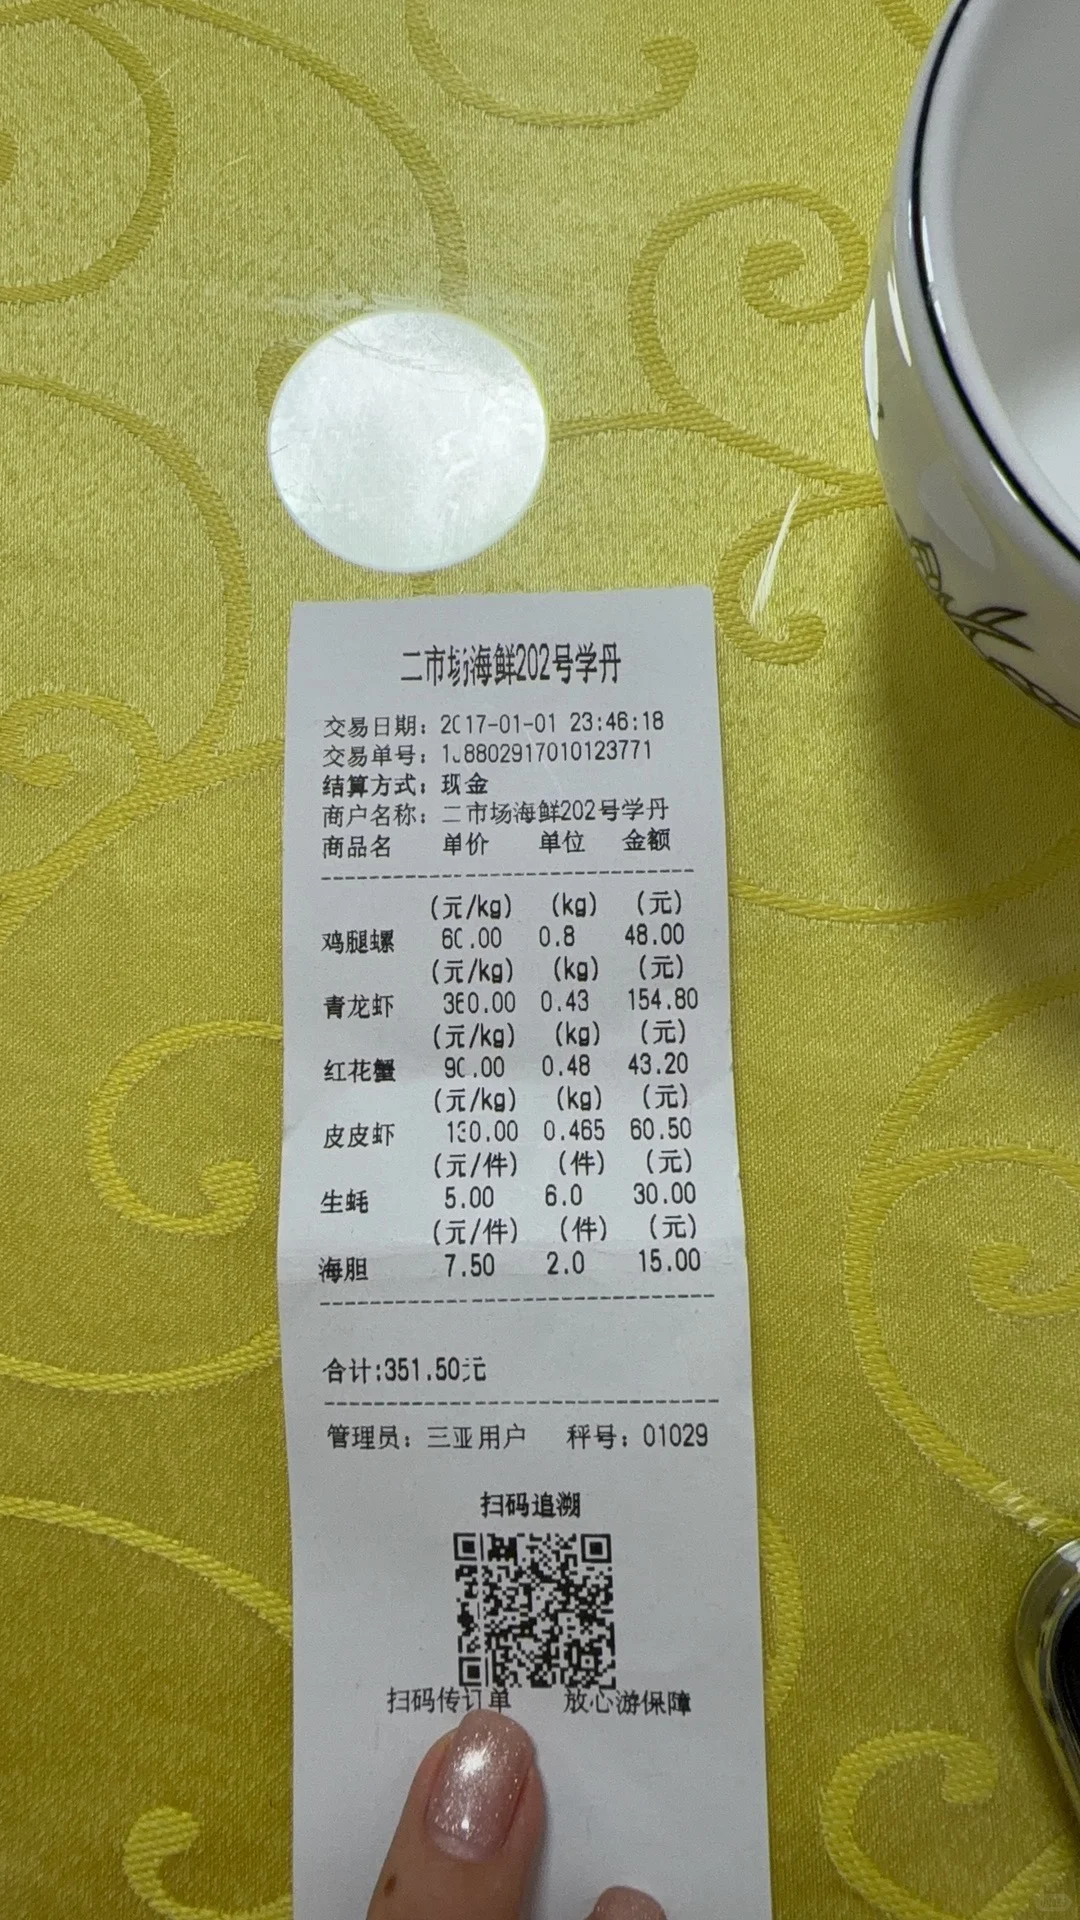 二市场海鲜202号学丹
交易日期：2017-01-01 23:46:18
交易单号：1.8802917010123771
结算方式：现金
商户名称：二市场海鲜202号学丹
商品名 单价 单位 金额
(元/kg) (kg) (元)
鸡腿螺 60.00 0.8 48.00
(元/kg) (kg) (元)
青龙虾 360.00 0.43 154.80
(元/kg) (kg) (元)
红花蟹 90.00 0.48 43.20
(元/kg) (kg) (元)
皮皮虾 130.00 0.465 60.50
(元/件) (件) (元)
生蚝 5.00 6.0 30.00
(元/件) (件) (元)
海胆 7.50 2.0 15.00
合计:351.50元
管理员：三亚用户 秤号：01029
扫码追溯
扫码传订单 放心游保障